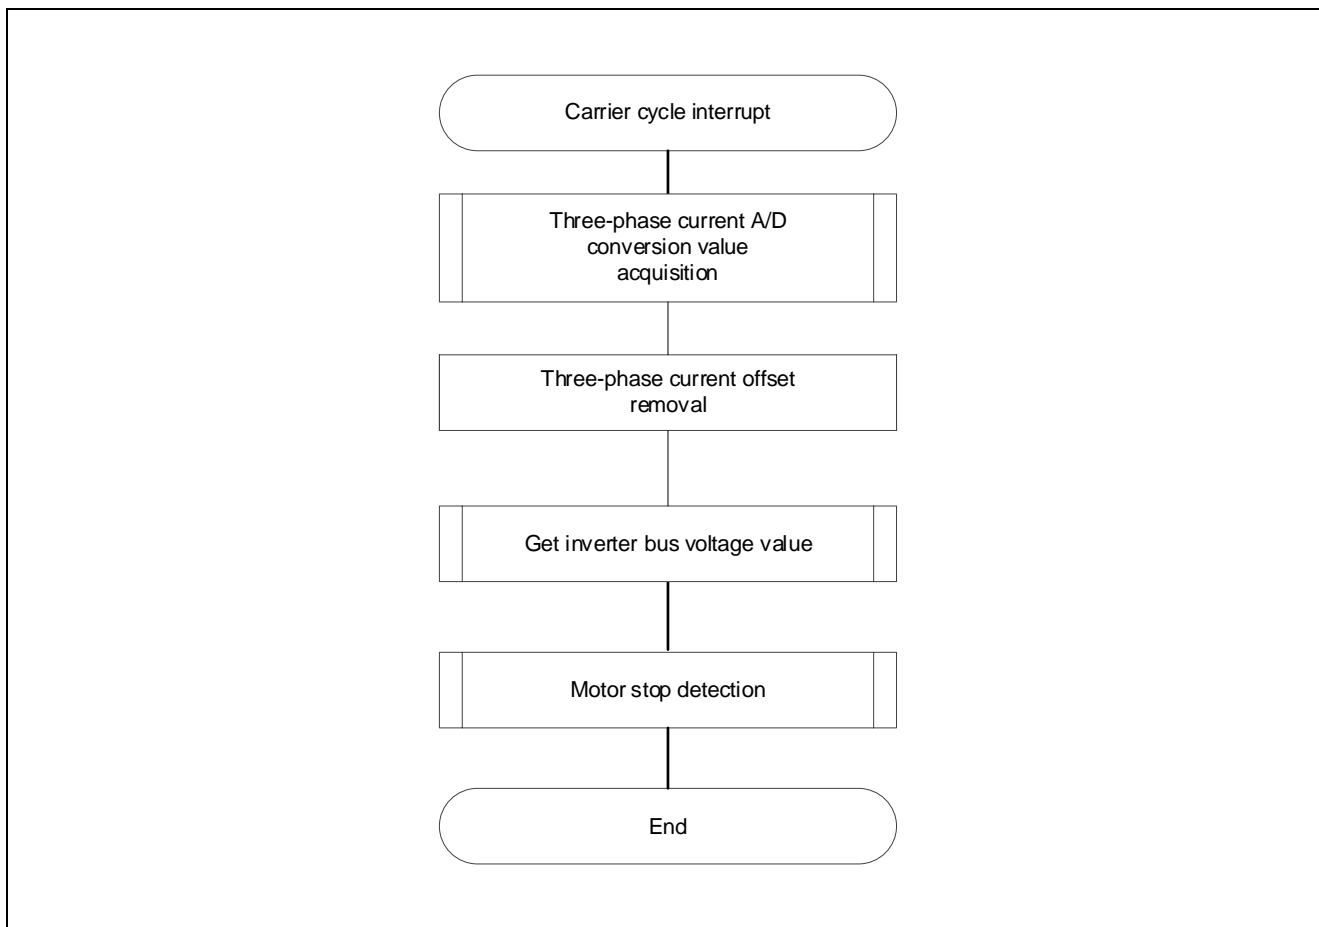 Carrier cycle interrupt
Three-phase current A/D
conversion value
acquisition
Three-phase current offset
removal
Get inverter bus voltage value
Motor stop detection
End